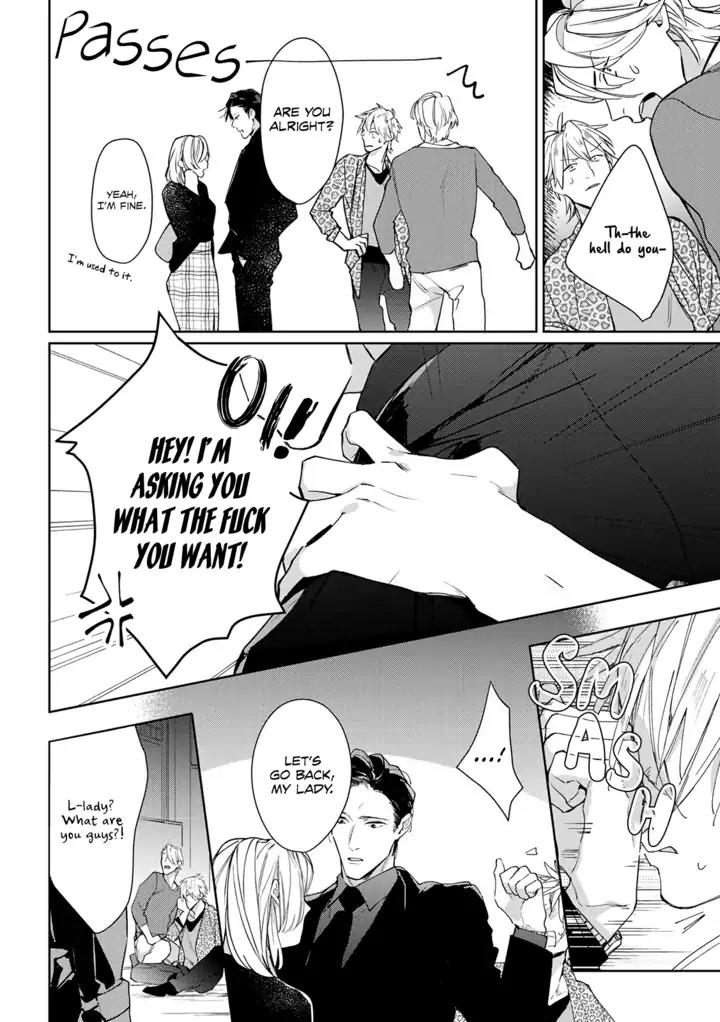 Th-the
hell do you-
Passes
ARE YOU
ALRIGHT?
YEAH,
I'M FINE.
I'm used to it.
O-I!!
HEY! I'M
ASKING YOU
WHAT THE FUCK
YOU WANT!
SMASH
...!
LET'S
GO BACK,
MY LADY.
L-lady?
What are
you guys?!